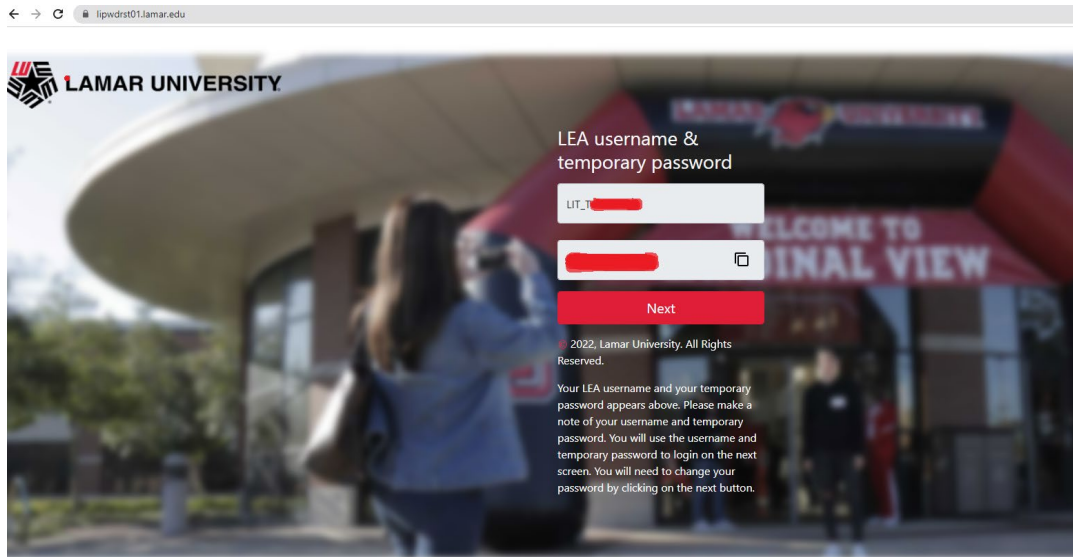 lipwdrst01.lamar.edu
LAMAR UNIVERSITY
LEA username &
temporary password
LAMAR UNIVERSITY
LIT_T
WELCOME TO
DINAL VIEW
Next
© 2022, Lamar University. All Rights
Reserved.
Your LEA username and your temporary
password appears above. Please make a
note of your username and temporary
password. You will use the username and
temporary password to login on the next
screen. You will need to change your
password by clicking on the next button.